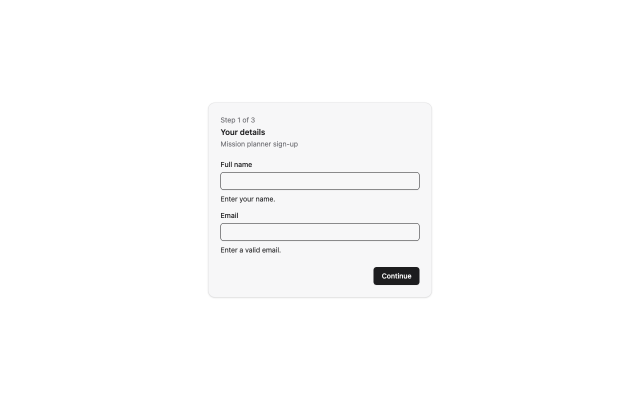 Step 1 of 3
Your details
Mission planner sign-up
Full name
Enter your name.
Email
Enter a valid email.
Continue